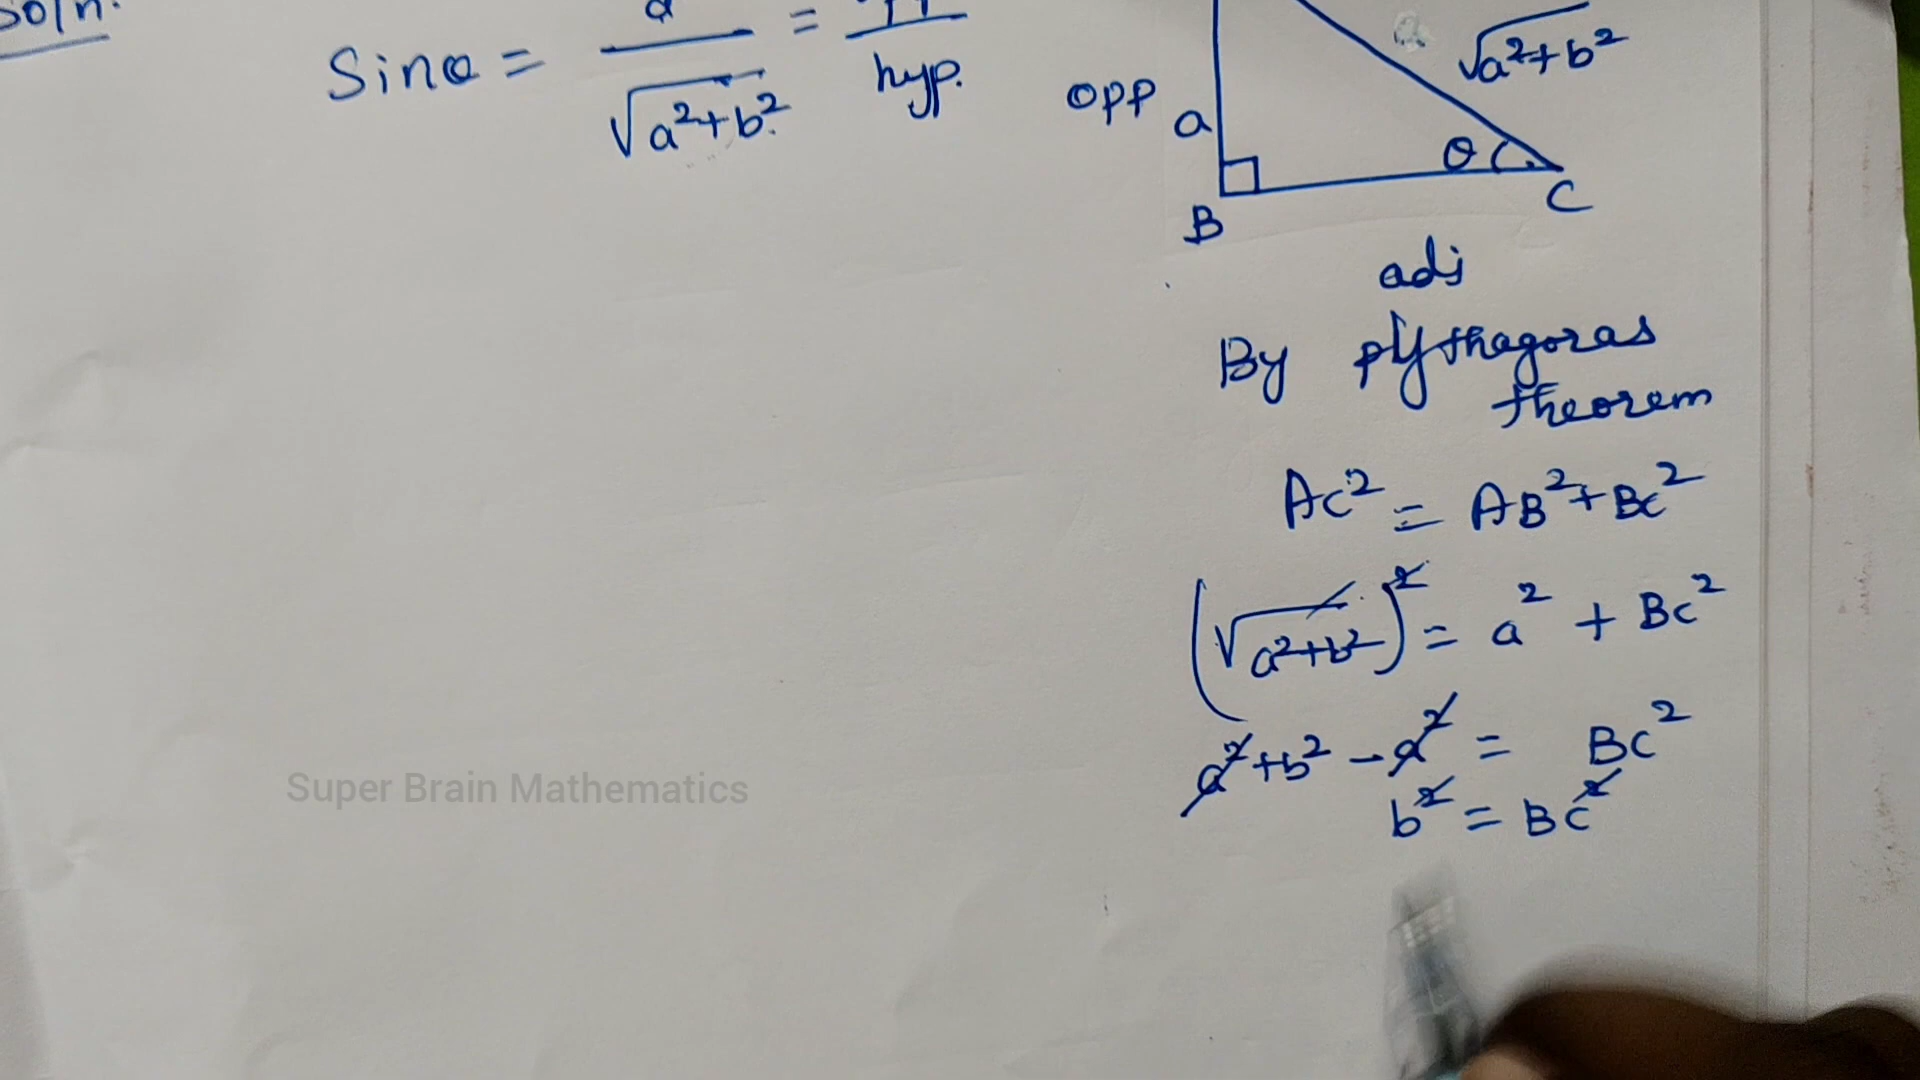 Soln.
Sinθ = a/√a²+b² = /hyp.
√a²+b²
opp
a
θ
B
C
adj
By pythagoras
theorem
AC² = AB²+BC²
(√a²+b²)² = a² + BC²
a²+b² - a² = BC²
b² = BC²
Super Brain Mathematics